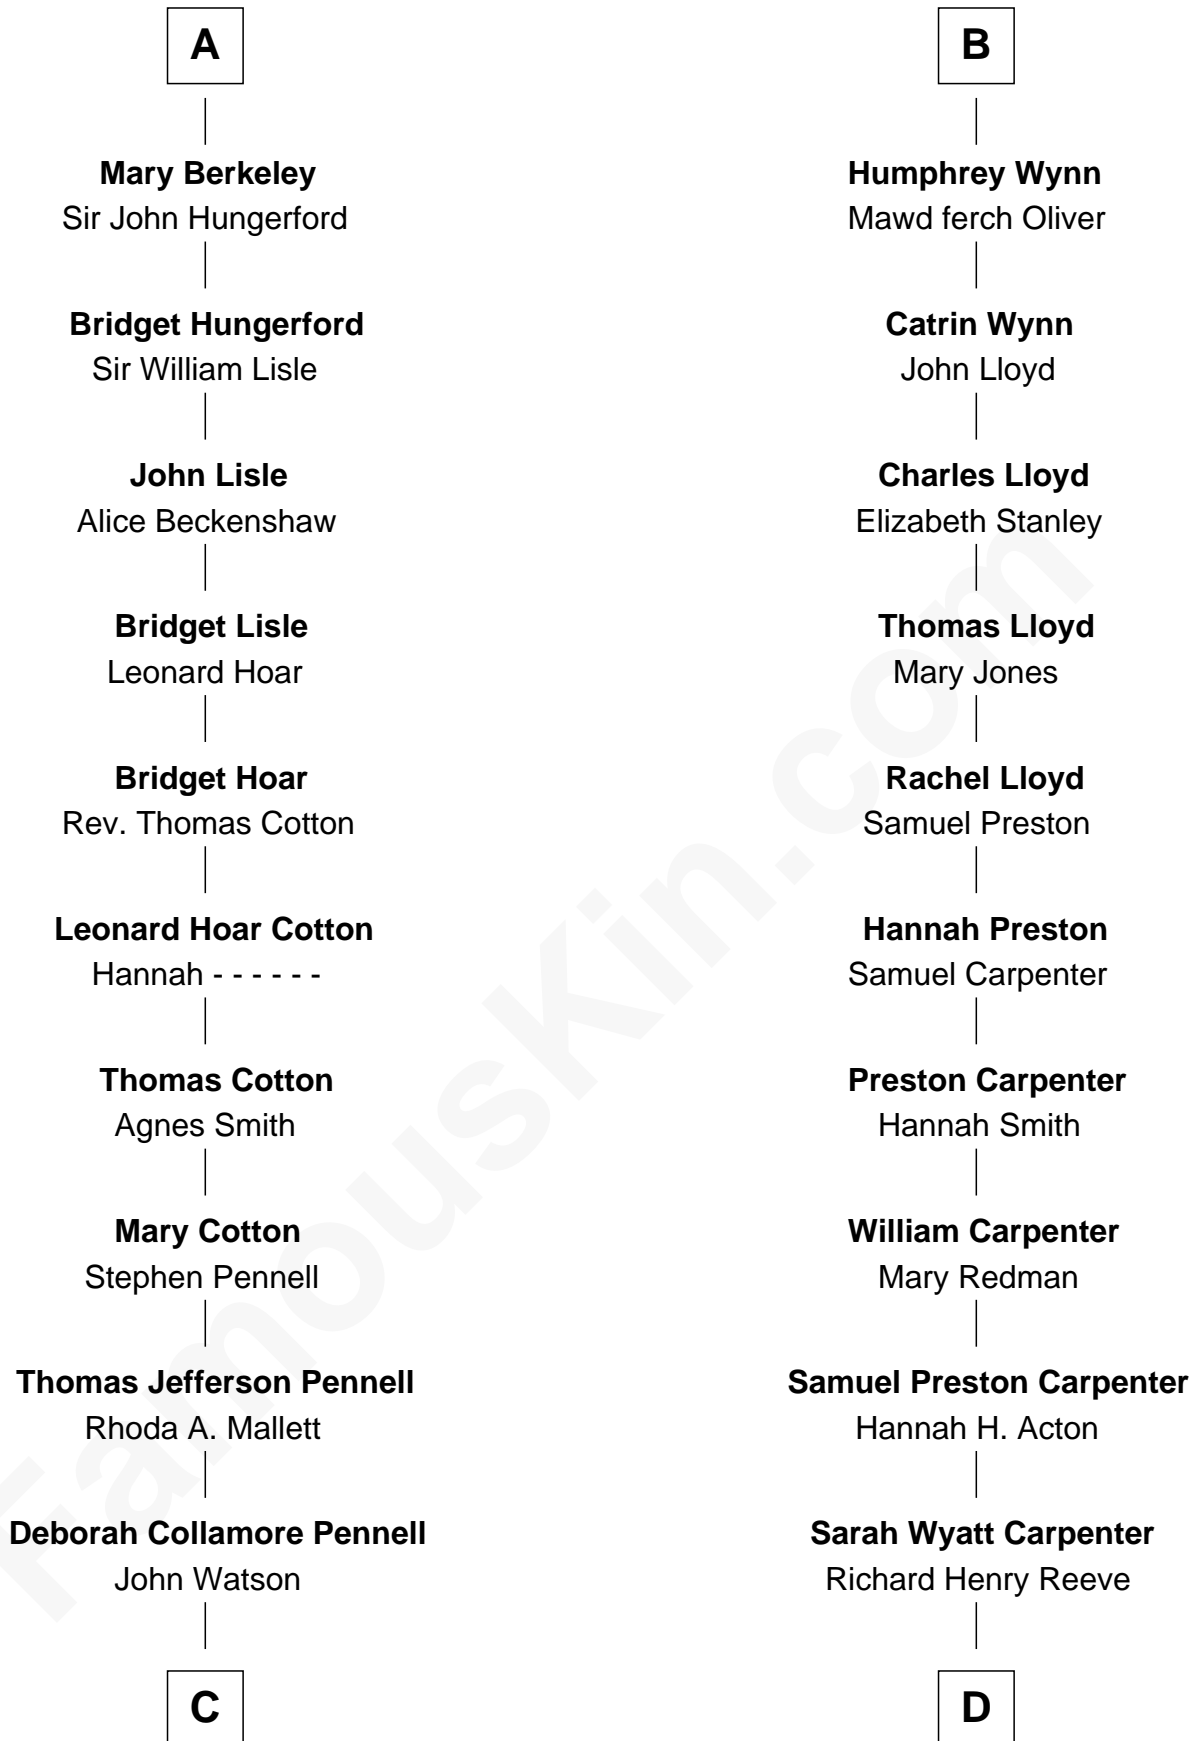 A
Mary Berkeley
Sir John Hungerford
Bridget Hungerford
Sir William Lisle
John Lisle
Alice Beckenshaw
Bridget Lisle
Leonard Hoar
Bridget Hoar
Rev. Thomas Cotton
Leonard Hoar Cotton
Hannah - - - - - -
Thomas Cotton
Agnes Smith
Mary Cotton
Stephen Pennell
Thomas Jefferson Pennell
Rhoda A. Mallett
Deborah Collamore Pennell
John Watson
C
B
Humphrey Wynn
Mawd ferch Oliver
Catrin Wynn
John Lloyd
Charles Lloyd
Elizabeth Stanley
Thomas Lloyd
Mary Jones
Rachel Lloyd
Samuel Preston
Hannah Preston
Samuel Carpenter
Preston Carpenter
Hannah Smith
William Carpenter
Mary Redman
Samuel Preston Carpenter
Hannah H. Acton
Sarah Wyatt Carpenter
Richard Henry Reeve
D
FamousKin.com